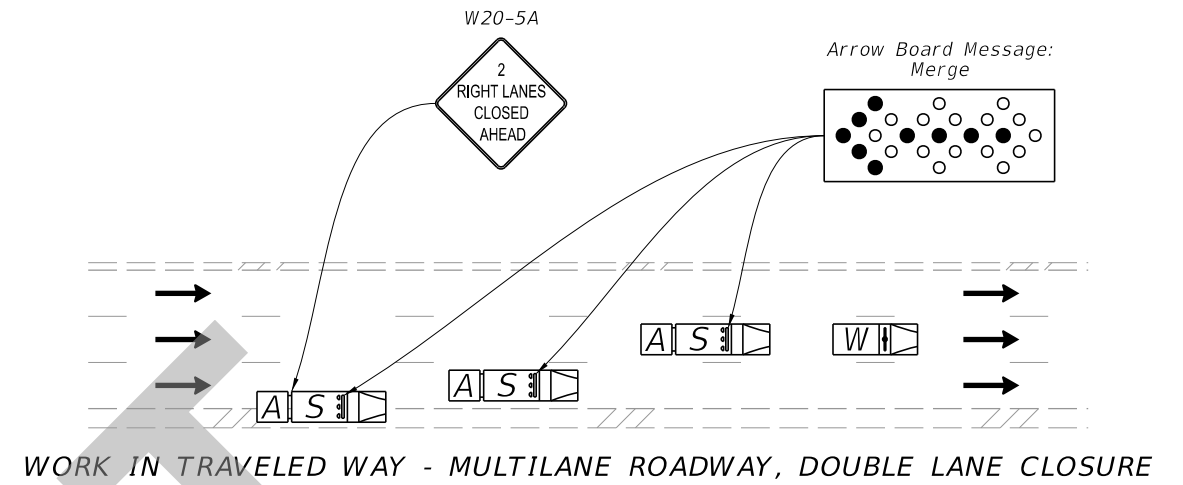 W20-5A
2
RIGHT LANES
CLOSED
AHEAD
Arrow Board Message:
Merge
A S
A S
A S
W
WORK IN TRAVELED WAY - MULTILANE ROADWAY, DOUBLE LANE CLOSURE